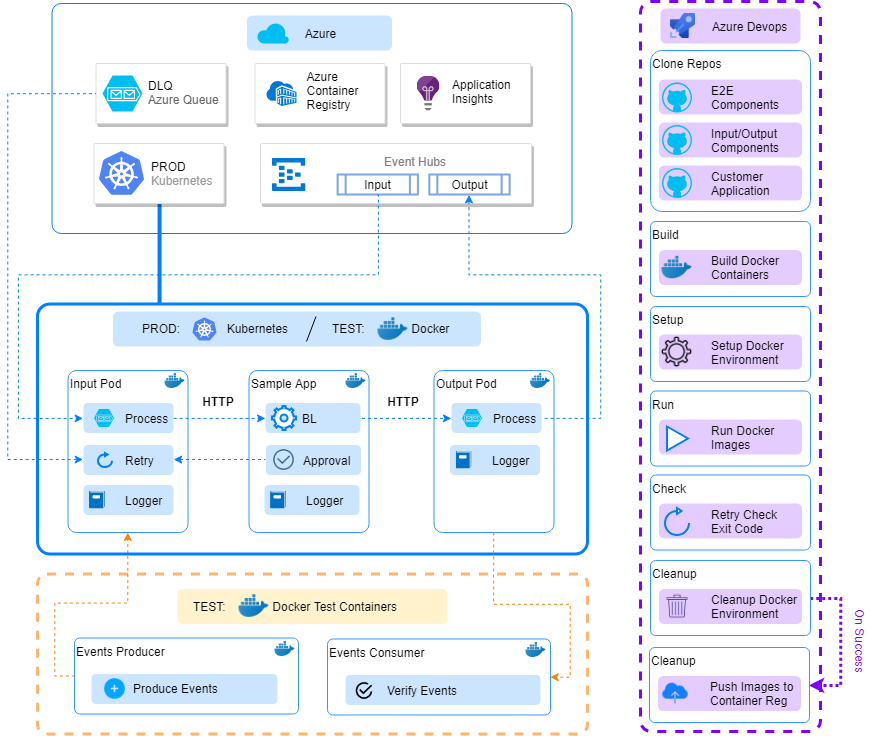 Azure
DLQ
Azure Queue
Azure
Container
Registry
Application
Insights
PROD
Kubernetes
Event Hubs
Input
Output
PROD:
Kubernetes
TEST:
Docker
Input Pod
Process
Retry
Logger
HTTP
Sample App
BL
Approval
Logger
HTTP
Output Pod
Process
Logger
TEST:
Docker Test Containers
Events Producer
Produce Events
Events Consumer
Verify Events
Azure Devops
Clone Repos
E2E
Components
Input/Output
Components
Customer
Application
Build
Build Docker
Containers
Setup
Setup Docker
Environment
Run
Run Docker
Images
Check
Retry Check
Exit Code
Cleanup
Cleanup Docker
Environment
On Success
Cleanup
Push Images to
Container Reg